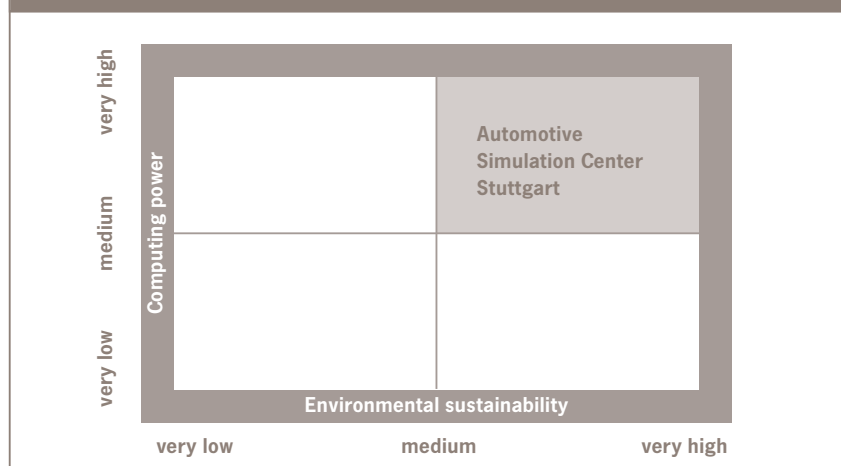 very high
medium
very low
Computing power
Automotive
Simulation Center
Stuttgart
Environmental sustainability
very low
medium
very high